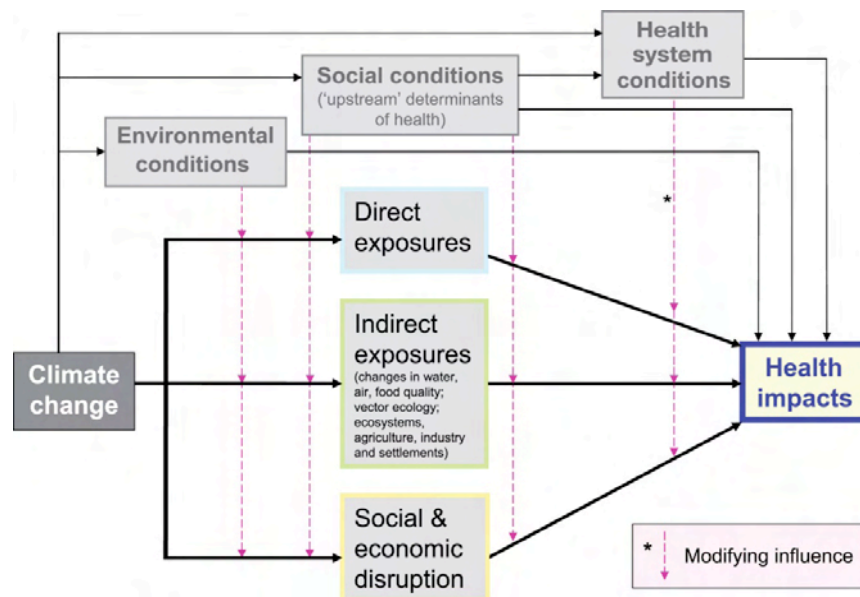 Health
system
conditions
Social conditions
(‘upstream’ determinants
of health)
Environmental
conditions
Direct
exposures
*
Indirect
exposures
(changes in water,
air, food quality;
vector ecology;
ecosystems,
agriculture, industry
and settlements)
Climate
change
Health
impacts
Social &
economic
disruption
* Modifying influence